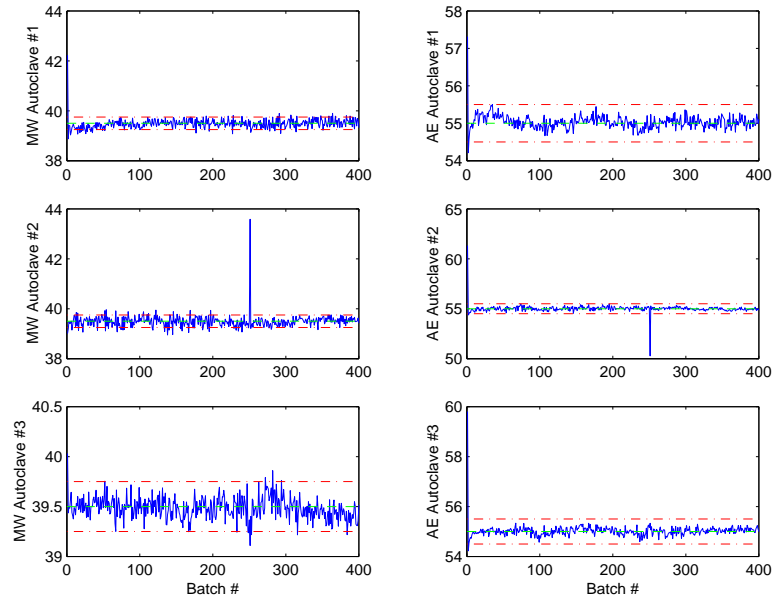 MW Autoclave #1
44
42
40
38
0 100 200 300 400
AE Autoclave #1
58
57
56
55
54
0 100 200 300 400
MW Autoclave #2
44
42
40
38
0 100 200 300 400
AE Autoclave #2
65
60
55
50
0 100 200 300 400
MW Autoclave #3
40.5
40
39.5
39
0 100 200 300 400
Batch #
AE Autoclave #3
60
58
56
54
0 100 200 300 400
Batch #